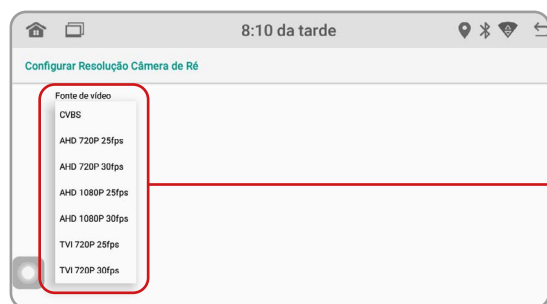 8:10 da tarde
Configurar Resolução Câmera de Ré
Fonte de vídeo
CVBS
AHD 720P 25fps
AHD 720P 30fps
AHD 1080P 25fps
AHD 1080P 30fps
TVI 720P 25fps
TVI 720P 30fps